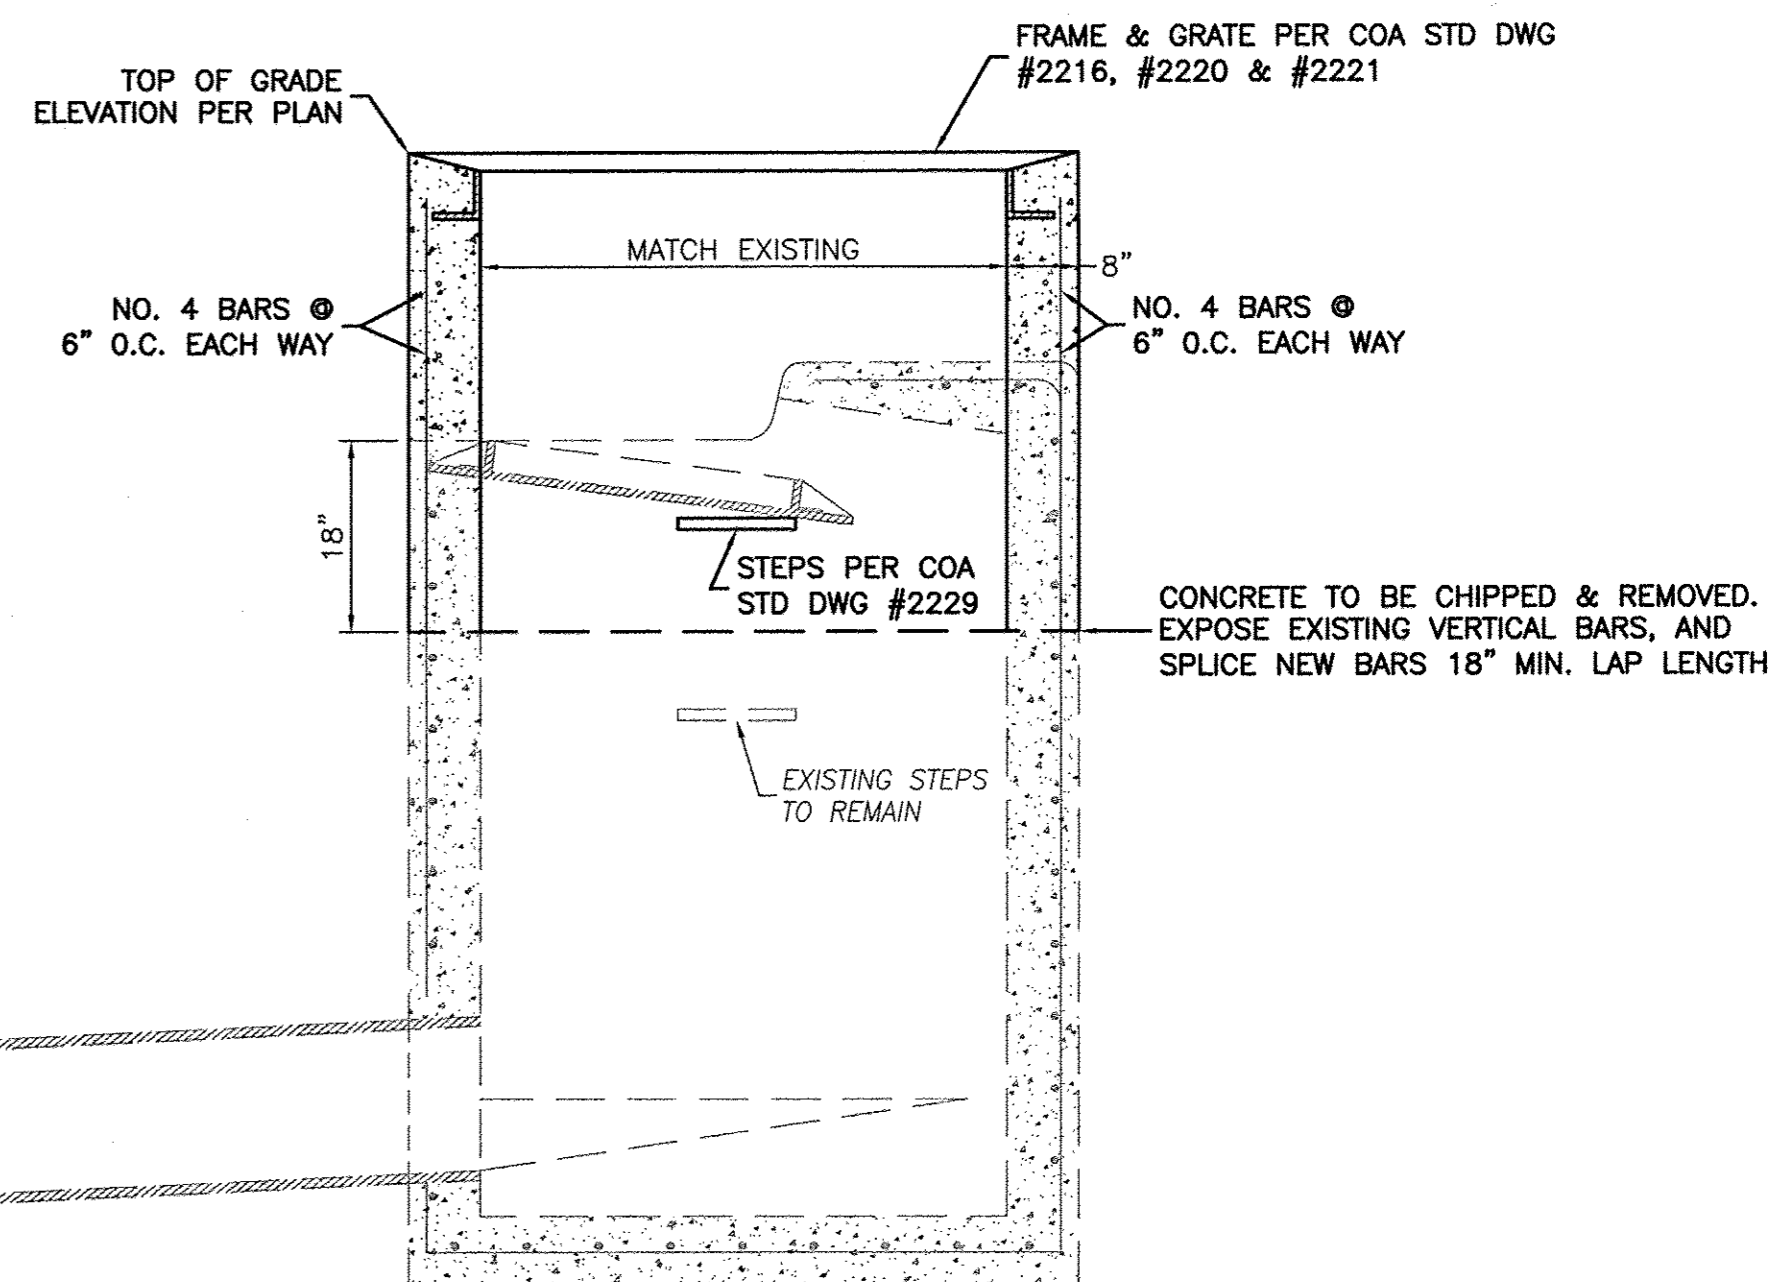 FRAME & GRATE PER COA STD DWG
#2216, #2220 & #2221
TOP OF GRADE
ELEVATION PER PLAN
MATCH EXISTING
8"
NO. 4 BARS @
6" O.C. EACH WAY
NO. 4 BARS @
6" O.C. EACH WAY
18"
STEPS PER COA
STD DWG #2229
CONCRETE TO BE CHIPPED & REMOVED.
EXPOSE EXISTING VERTICAL BARS, AND
SPLICE NEW BARS 18" MIN. LAP LENGTH
EXISTING STEPS
TO REMAIN